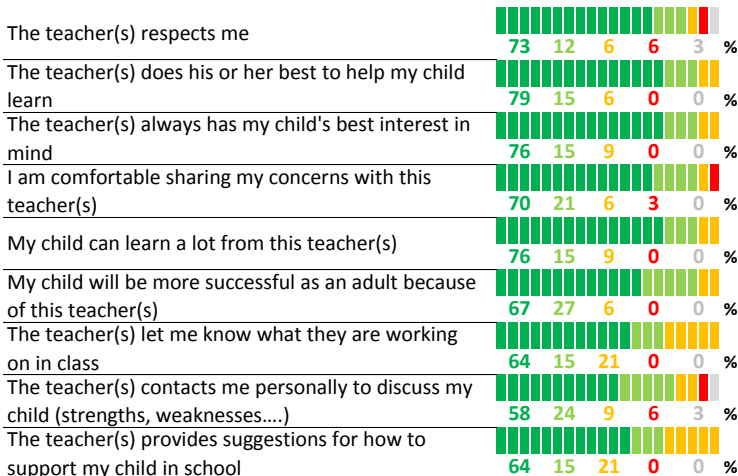 The teacher(s) respects me
73 12 6 6 3 %
The teacher(s) does his or her best to help my child
learn
79 15 6 0 0 %
The teacher(s) always has my child's best interest in
mind
76 15 9 0 0 %
I am comfortable sharing my concerns with this
teacher(s)
70 21 6 3 0 %
My child can learn a lot from this teacher(s)
76 15 9 0 0 %
My child will be more successful as an adult because
of this teacher(s)
67 27 6 0 0 %
The teacher(s) let me know what they are working
on in class
64 15 21 0 0 %
The teacher(s) contacts me personally to discuss my
child (strengths, weaknesses....)
58 24 9 6 3 %
The teacher(s) provides suggestions for how to
support my child in school
64 15 21 0 0 %